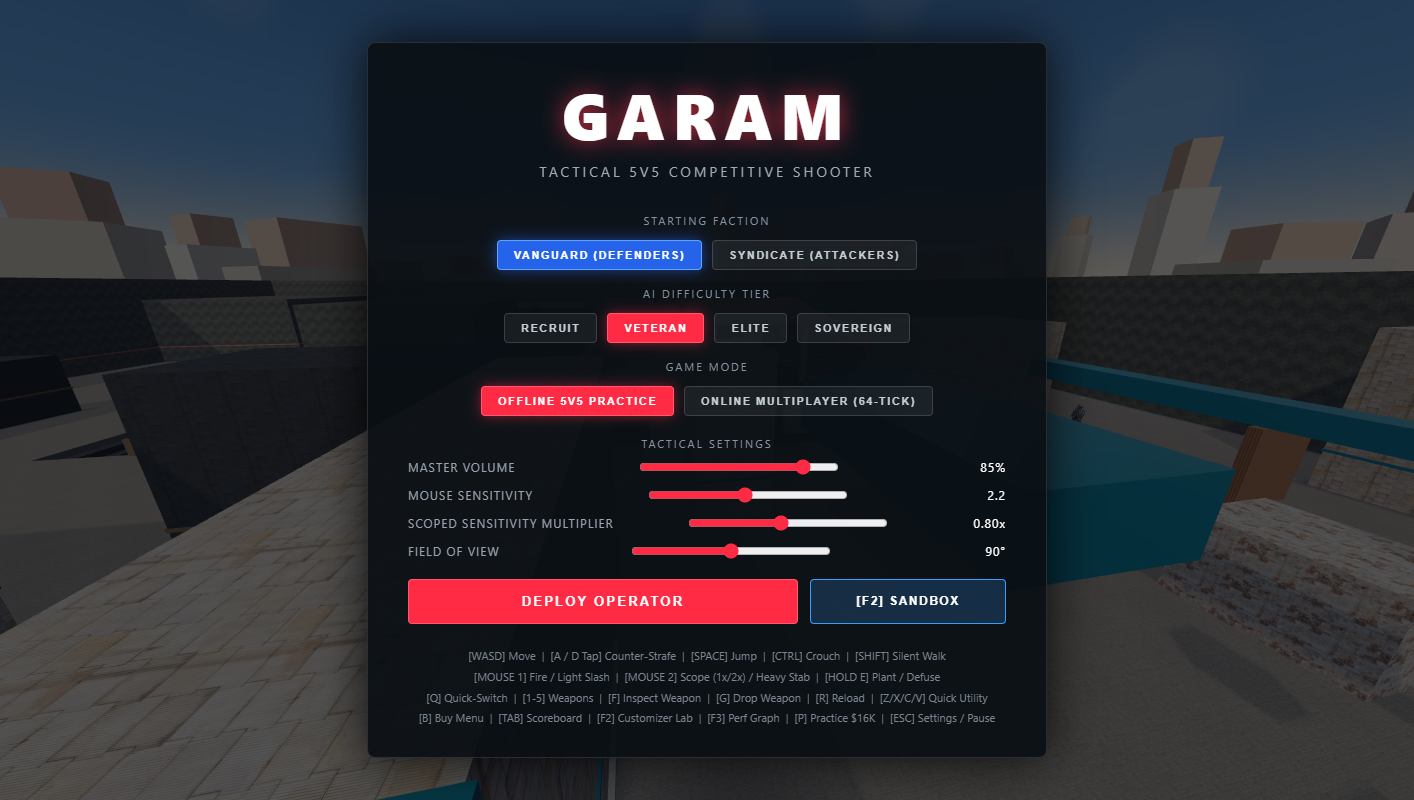 GARAM
TACTICAL 5V5 COMPETITIVE SHOOTER
STARTING FACTION
VANGUARD (DEFENDERS) SYNDICATE (ATTACKERS)
AI DIFFICULTY TIER
RECRUIT VETERAN ELITE SOVEREIGN
GAME MODE
OFFLINE 5V5 PRACTICE ONLINE MULTIPLAYER (64-TICK)
TACTICAL SETTINGS
MASTER VOLUME 85%
MOUSE SENSITIVITY 2.2
SCOPED SENSITIVITY MULTIPLIER 0.80x
FIELD OF VIEW 90°
DEPLOY OPERATOR [F2] SANDBOX
[WASD] Move | [A / D Tap] Counter-Strafe | [SPACE] Jump | [CTRL] Crouch | [SHIFT] Silent Walk
[MOUSE 1] Fire / Light Slash | [MOUSE 2] Scope (1x/2x) / Heavy Stab | [HOLD E] Plant / Defuse
[Q] Quick-Switch | [1-5] Weapons | [F] Inspect Weapon | [G] Drop Weapon | [R] Reload | [Z/X/C/V] Quick Utility
[B] Buy Menu | [TAB] Scoreboard | [F2] Customizer Lab | [F3] Perf Graph | [P] Practice $16K | [ESC] Settings / Pause